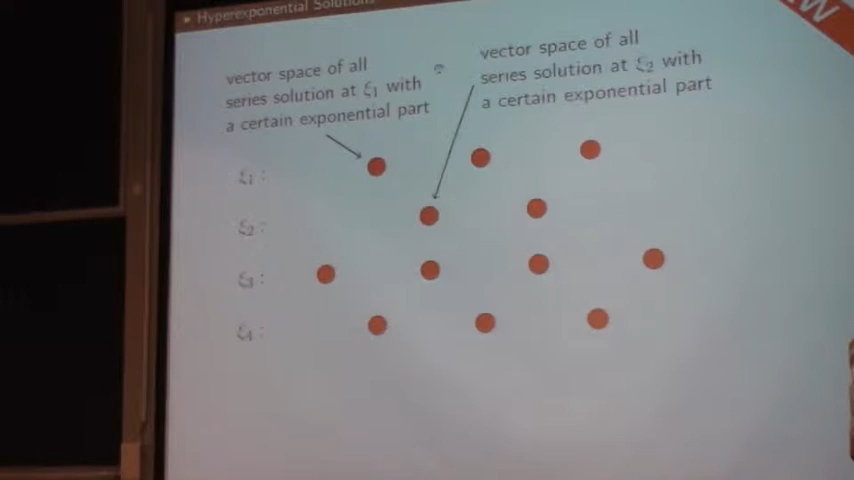 ▸ Hyperexponential Solutions
vector space of all
series solution at ξ₁ with
a certain exponential part
vector space of all
series solution at ξ₂ with
a certain exponential part
ξ₁ :
ξ₂ :
ξ₃ :
ξ₄ :
W